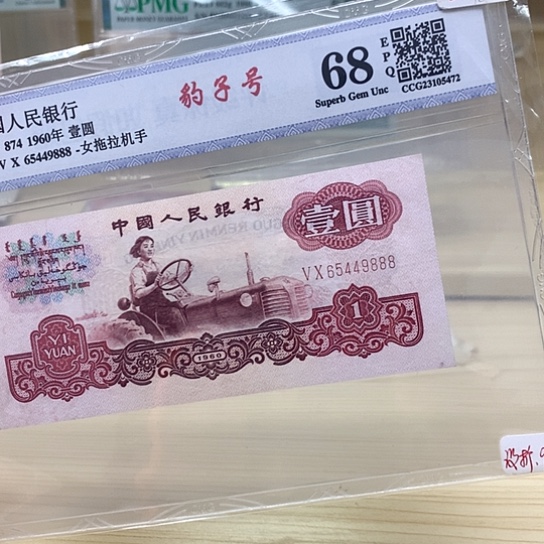 PMG
国人民银行
874 1960年 壹圆
V X 65449888 -女拖拉机手
豹子号
68
EPQ
Superb Gem Unc
CCG23105472
中國人民銀行
壹圓
VX65449888
YI
YUAN
1960
1